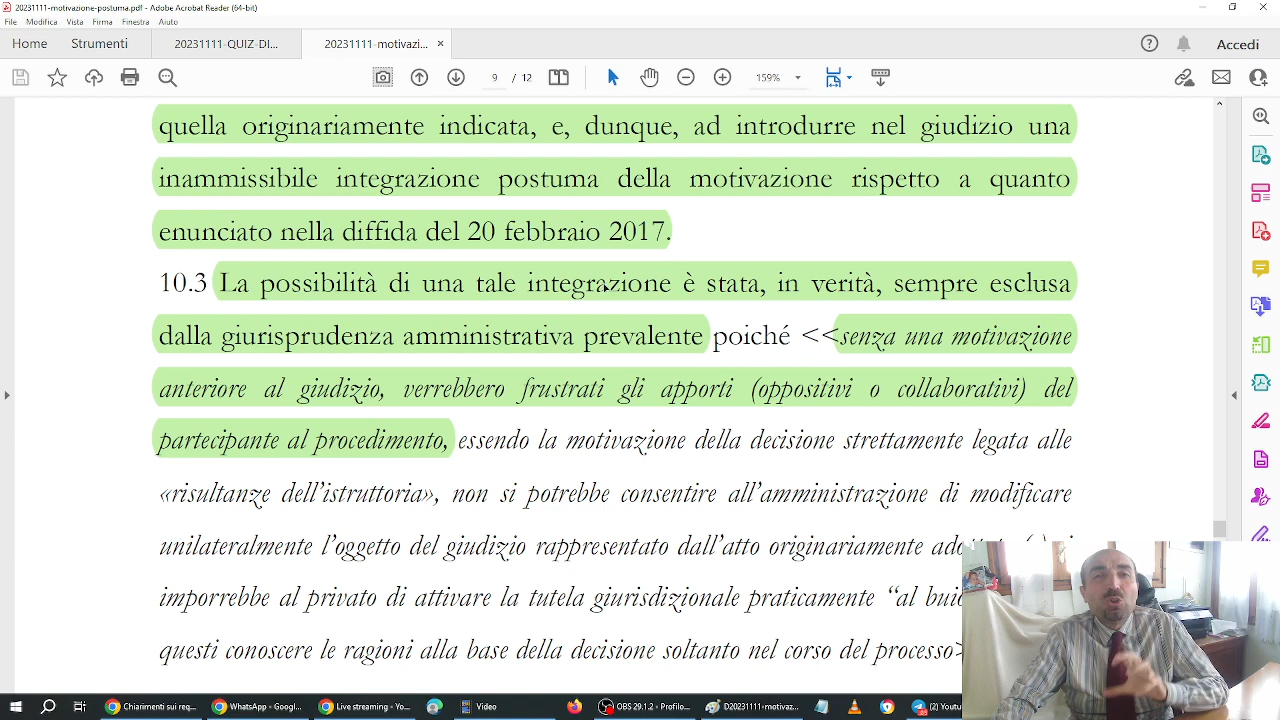 20231111-motivazione-postuma.pdf - Adobe Acrobat Reader (64-bit)
File Modifica Vista Firma Finestra Aiuto
Home Strumenti 20231111-QUIZ-DI... 20231111-motivazi... × Accedi
9 / 12 159%
quella originariamente indicata, e, dunque, ad introdurre nel giudizio una
inammissibile integrazione postuma della motivazione rispetto a quanto
enunciato nella diffida del 20 febbraio 2017.
10.3 La possibilità di una tale integrazione è stata, in verità, sempre esclusa
dalla giurisprudenza amministrativa prevalente poiché <<senza una motivazione
anteriore al giudizio, verrebbero frustrati gli apporti (oppositivi o collaborativi) del
partecipante al procedimento, essendo la motivazione della decisione strettamente legata alle
«risultanze dell’istruttoria», non si potrebbe consentire all’amministrazione di modificare
unilateralmente l’oggetto del giudizio rappresentato dall’atto originariamente
imporrebbe al privato di attivare la tutela giurisdizionale praticamente “al
questi conoscere le ragioni alla base della decisione soltanto nel corso del processo>
Chiarimenti sui req... WhatsApp - Googl... Live streaming - Yo... Video OBS 29.1.2 - Profilo... D20231111+motivaz... (2) Youtu